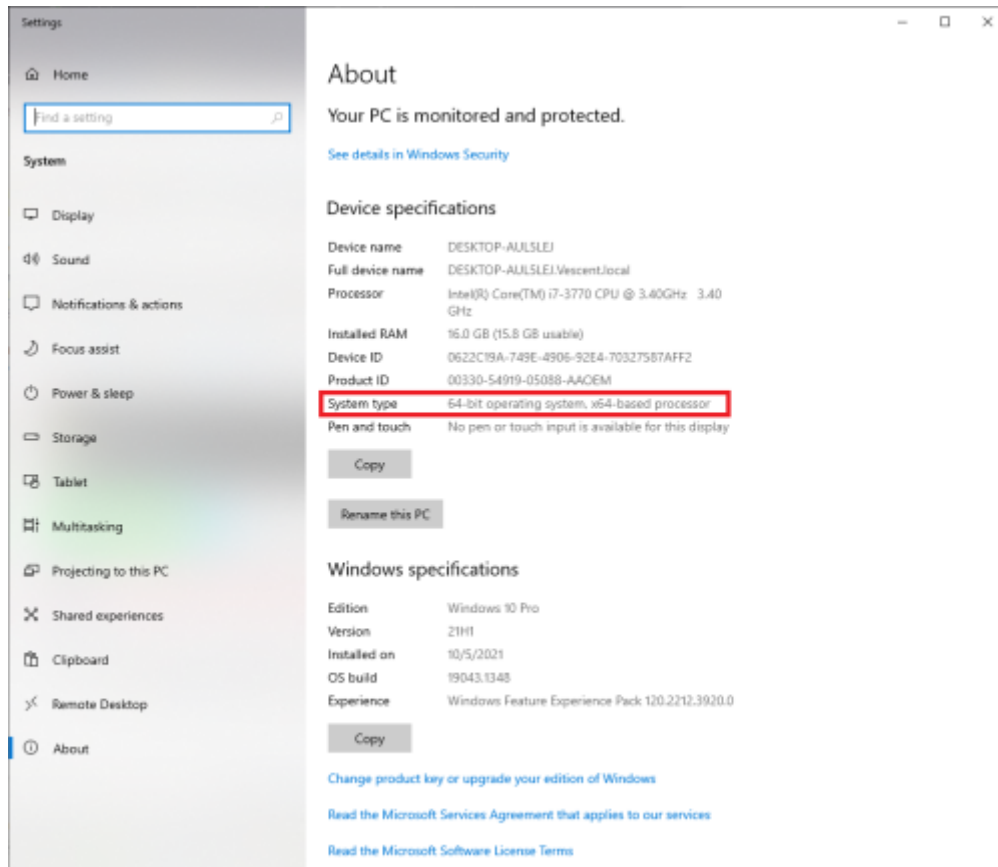 Settings
Home
Find a setting
System
Display
Sound
Notifications & actions
Focus assist
Power & sleep
Storage
Tablet
Multitasking
Projecting to this PC
Shared experiences
Clipboard
Remote Desktop
About
About
Your PC is monitored and protected.
See details in Windows Security
Device specifications
Device name DESKTOP-AUL5LEJ
Full device name DESKTOP-AUL5LEJ.Vescent.local
Processor Intel(R) Core(TM) i7-3770 CPU @ 3.40GHz 3.40
GHz
Installed RAM 16.0 GB (15.8 GB usable)
Device ID 0622C19A-749E-4906-92E4-70327587AFF2
Product ID 00330-54919-05088-AAOEM
System type 64-bit operating system, x64-based processor
Pen and touch No pen or touch input is available for this display
Copy
Rename this PC
Windows specifications
Edition Windows 10 Pro
Version 21H1
Installed on 10/5/2021
OS build 19043.1348
Experience Windows Feature Experience Pack 120.2212.3920.0
Copy
Change product key or upgrade your edition of Windows
Read the Microsoft Services Agreement that applies to our services
Read the Microsoft Software License Terms